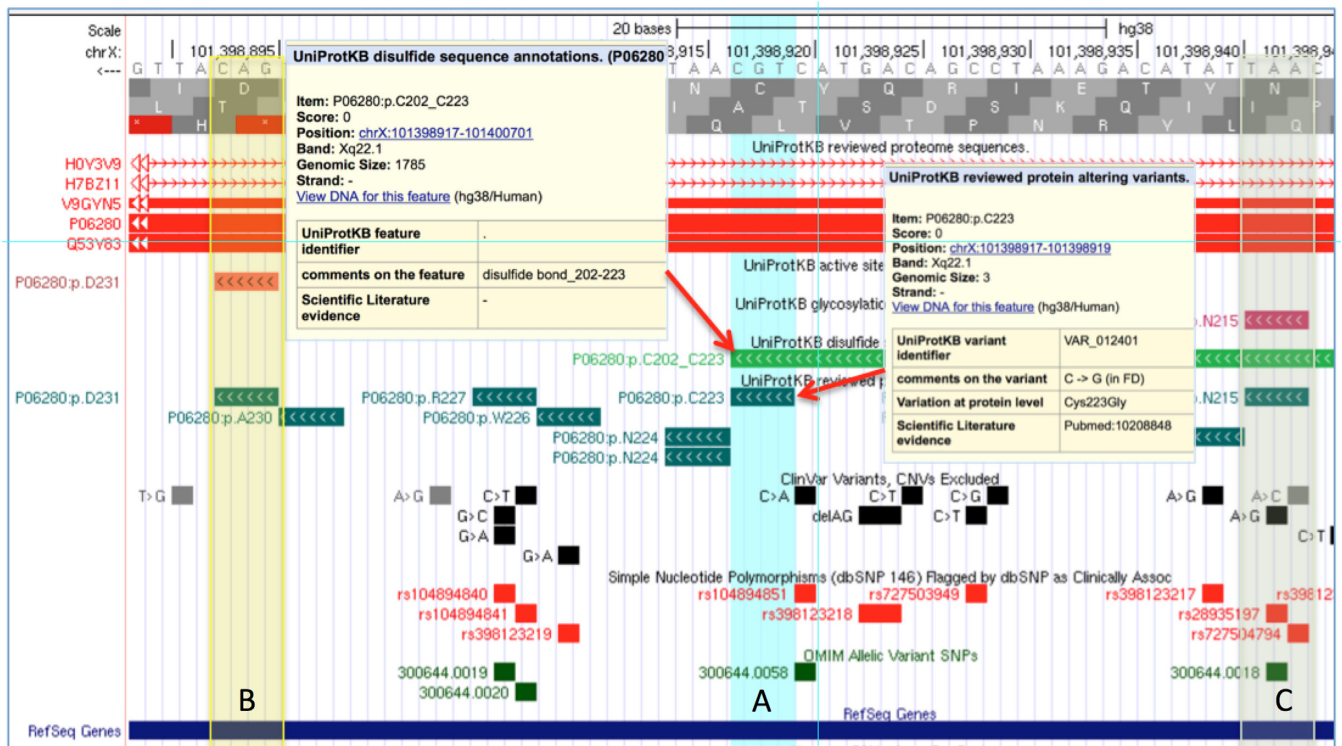 Scale
20 bases
hg38
chrX:
101,398,895
3,915
101,398,920
101,398,925
101,398,930
101,398,935
101,398,940
101,398,9
<---
G T T A C A G
T A A C G T C A T G A C A G C C T A A A G A C A T A T T A A C
I D
N C Y Q R I E T Y N
L T
I A T S D S K Q I I P
* H *
Q L V T P N R Y L Q
UniProtKB disulfide sequence annotations. (P06280
Item: P06280:p.C202_C223
Score: 0
Position: chrX:101398917-101400701
Band: Xq22.1
Genomic Size: 1785
Strand: -
View DNA for this feature (hg38/Human)
UniProtKB feature identifier .
comments on the feature disulfide bond_202-223
Scientific Literature evidence -
UniProtKB reviewed proteome sequences.
H0Y3V9
H7BZ11
V9GYN5
P06280
Q53Y83
UniProtKB reviewed protein altering variants.
Item: P06280:p.C223
Score: 0
Position: chrX:101398917-101398919
Band: Xq22.1
Genomic Size: 3
Strand: -
View DNA for this feature (hg38/Human)
UniProtKB variant identifier VAR_012401
comments on the variant C -> G (in FD)
Variation at protein level Cys223Gly
Scientific Literature evidence Pubmed:10208848
UniProtKB active site
P06280:p.D231
UniProtKB glycosylatio
.N215
UniProtKB disulfide
P06280:p.C202_C223
UniProtKB reviewed p
P06280:p.D231
P06280:p.R227
P06280:p.C223
.N215
P06280:p.A230
P06280:p.W226
P06280:p.N224
P06280:p.N224
ClinVar Variants, CNVs Excluded
T>G
A>G
C>T
C>A
C>T
C>G
A>G
A>C
G>C
delAG
C>T
A>G
G>A
C>T
G>A
Simple Nucleotide Polymorphisms (dbSNP 146) Flagged by dbSNP as Clinically Assoc
rs104894840
rs104894851
rs727503949
rs398123217
rs39812
rs104894841
rs398123218
rs28935197
rs398123219
rs727504794
OMIM Allelic Variant SNPs
300644.0019
300644.0058
300644.0018
300644.0020
B
A
C
RefSeq Genes
RefSeq Genes